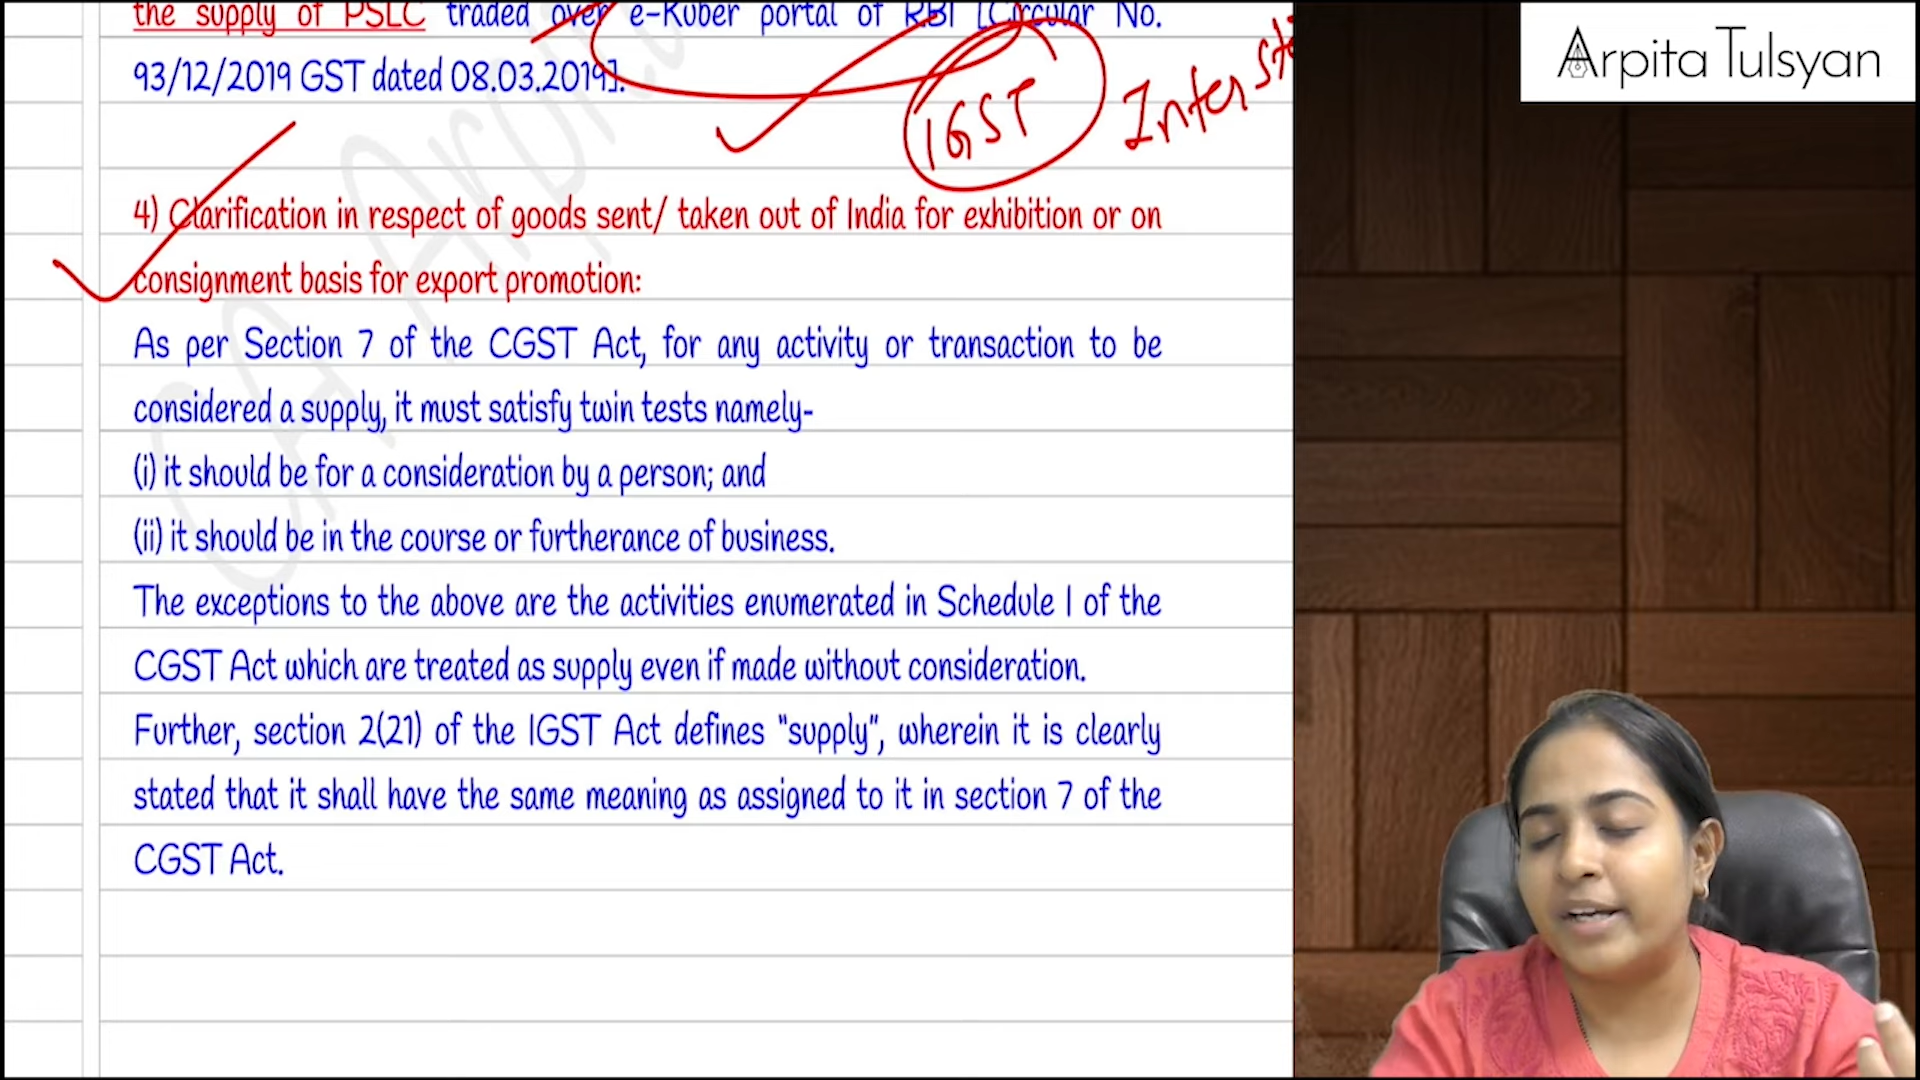 the supply of PSLC traded over e-Kuber portal of RBI [Circular No.
93/12/2019 GST dated 08.03.2019].
IGST
Inter
Arpita Tulsyan
4) Clarification in respect of goods sent/ taken out of India for exhibition or on
consignment basis for export promotion:
As per Section 7 of the CGST Act, for any activity or transaction to be
considered a supply, it must satisfy twin tests namely-
(i) it should be for a consideration by a person; and
(ii) it should be in the course or furtherance of business.
The exceptions to the above are the activities enumerated in Schedule I of the
CGST Act which are treated as supply even if made without consideration.
Further, section 2(21) of the IGST Act defines "supply", wherein it is clearly
stated that it shall have the same meaning as assigned to it in section 7 of the
CGST Act.
CA Arpita